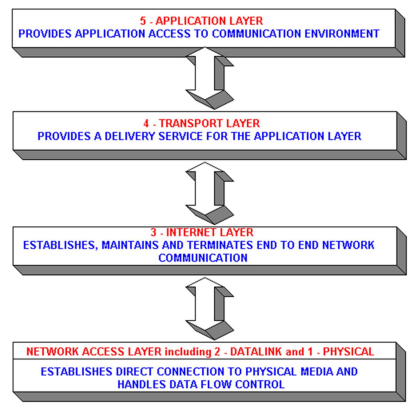 5 - APPLICATION LAYER
PROVIDES APPLICATION ACCESS TO COMMUNICATION ENVIRONMENT
4 - TRANSPORT LAYER
PROVIDES A DELIVERY SERVICE FOR THE APPLICATION LAYER
3 - INTERNET LAYER
ESTABLISHES, MAINTAINS AND TERMINATES END TO END NETWORK
COMMUNICATION
NETWORK ACCESS LAYER including 2 - DATALINK and 1 - PHYSICAL
ESTABLISHES DIRECT CONNECTION TO PHYSICAL MEDIA AND
HANDLES DATA FLOW CONTROL